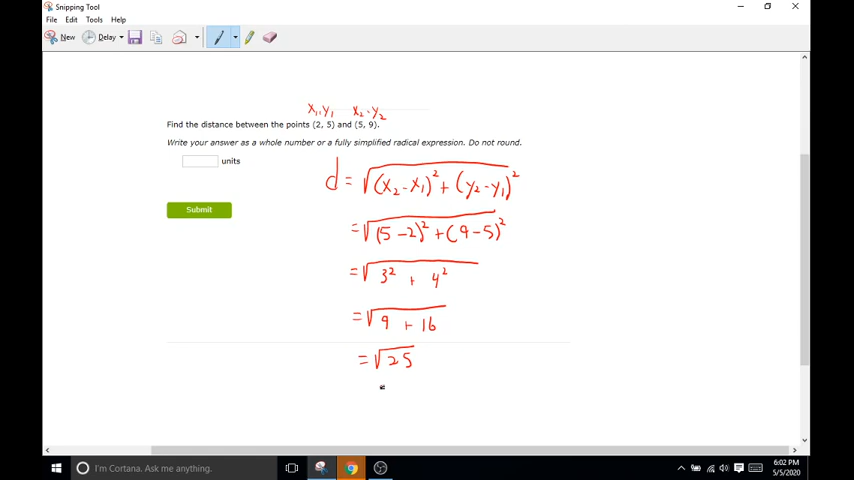 Snipping Tool
File Edit Tools Help
New Delay
x₁,y₁ x₂,y₂
Find the distance between the points (2, 5) and (5, 9).
Write your answer as a whole number or a fully simplified radical expression. Do not round.
units
d = √(x₂-x₁)² + (y₂-y₁)²
Submit
= √(5-2)² + (9-5)²
= √3² + 4²
= √9 + 16
= √25
I'm Cortana. Ask me anything.
6:02 PM
5/5/2020